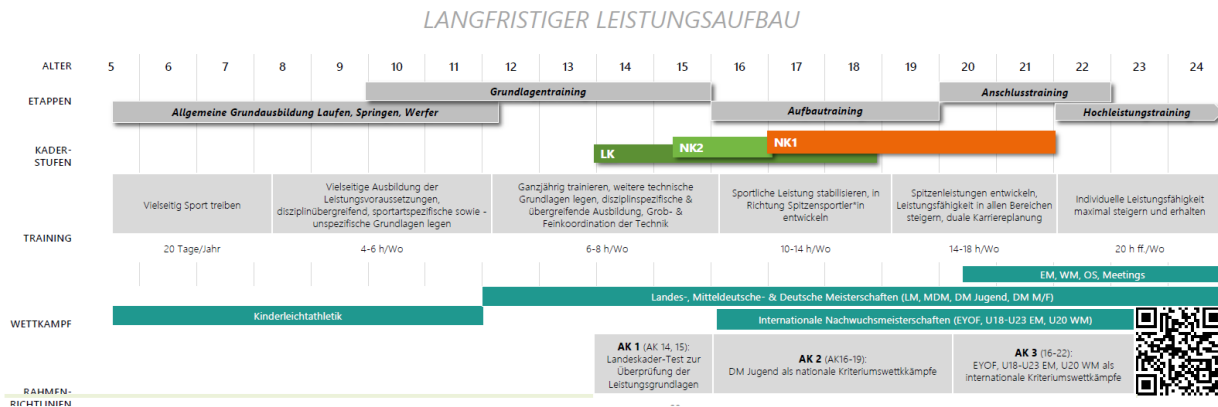 LANGFRISTIGER LEISTUNGSAUFBAU
ALTER 5 6 7 8 9 10 11 12 13 14 15 16 17 18 19 20 21 22 23 24
ETAPPEN
Grundlagentraining
Anschlusstraining
Allgemeine Grundausbildung Laufen, Springen, Werfer
Aufbautraining
Hochleistungstraining
KADER-
STUFEN
LK
NK2
NK1
TRAINING
Vielseitig Sport treiben
Vielseitige Ausbildung der
Leistungsvoraussetzungen,
disziplinübergreifend, sportartspezifische sowie -
unspezifische Grundlagen legen
Ganzjährig trainieren, weitere technische
Grundlagen legen, disziplinspezifische &
übergreifende Ausbildung, Grob- &
Feinkoordination der Technik
Sportliche Leistung stabilisieren, in
Richtung Spitzensportler*in
entwickeln
Spitzenleistungen entwickeln,
Leistungsfähigkeit in allen Bereichen
steigern, duale Karriereplanung
Individuelle Leistungsfähigkeit
maximal steigern und erhalten
20 Tage/Jahr
4-6 h/Wo
6-8 h/Wo
10-14 h/Wo
14-18 h/Wo
20 h ff./Wo
WETTKAMPF
EM, WM, OS, Meetings
Landes-, Mitteldeutsche- & Deutsche Meisterschaften (LM, MDM, DM Jugend, DM M/F)
Kinderleichtathletik
Internationale Nachwuchsmeisterschaften (EYOF, U18-U23 EM, U20 WM)
RAHMEN-
RICHTLINIEN
AK 1 (AK 14, 15):
Landeskader-Test zur
Überprüfung der
Leistungsgrundlagen
AK 2 (AK16-19):
DM Jugend als nationale Kriteriumswettkkämpfe
AK 3 (16-22):
EYOF, U18-U23 EM, U20 WM als
internationale Kriteriumswettkämpfe